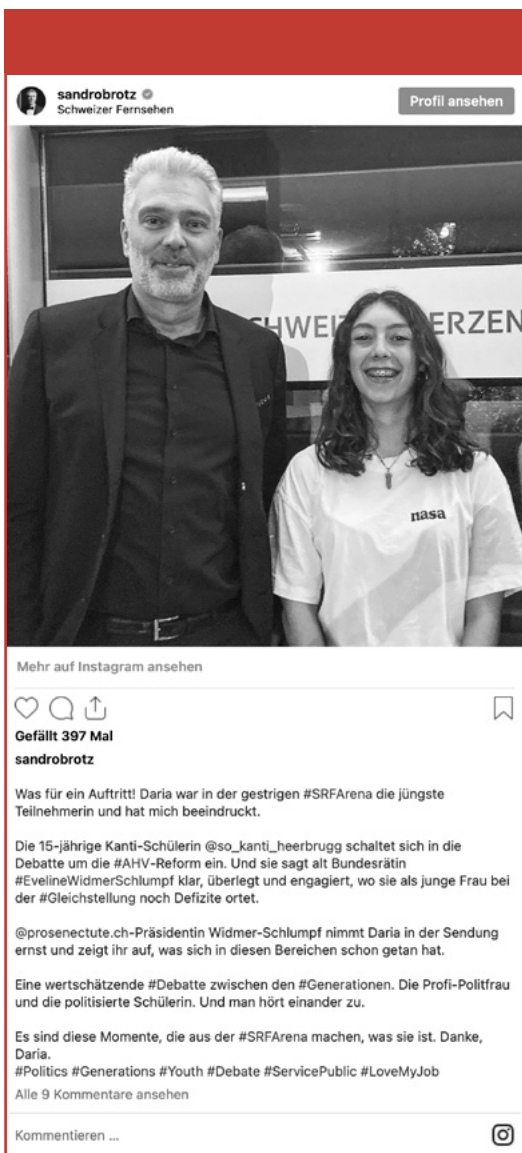 sandrobrotz
Schweizer Fernsehen
Profil ansehen
nasa
Mehr auf Instagram ansehen
Gefällt 397 Mal
sandrobrotz
Was für ein Auftritt! Daria war in der gestrigen #SRFArena die jüngste
Teilnehmerin und hat mich beeindruckt.
Die 15-jährige Kanti-Schülerin @so_kanti_heerbrugg schaltet sich in die
Debatte um die #AHV-Reform ein. Und sie sagt alt Bundesrätin
#EvelineWidmerSchlumpf klar, überlegt und engagiert, wo sie als junge Frau bei
der #Gleichstellung noch Defizite ortet.
@prosenectute.ch-Präsidentin Widmer-Schlumpf nimmt Daria in der Sendung
ernst und zeigt ihr auf, was sich in diesen Bereichen schon getan hat.
Eine wertschätzende #Debatte zwischen den #Generationen. Die Profi-Politfrau
und die politisierte Schülerin. Und man hört einander zu.
Es sind diese Momente, die aus der #SRFArena machen, was sie ist. Danke,
Daria.
#Politics #Generations #Youth #Debate #ServicePublic #LoveMyJob
Alle 9 Kommentare ansehen
Kommentieren ...